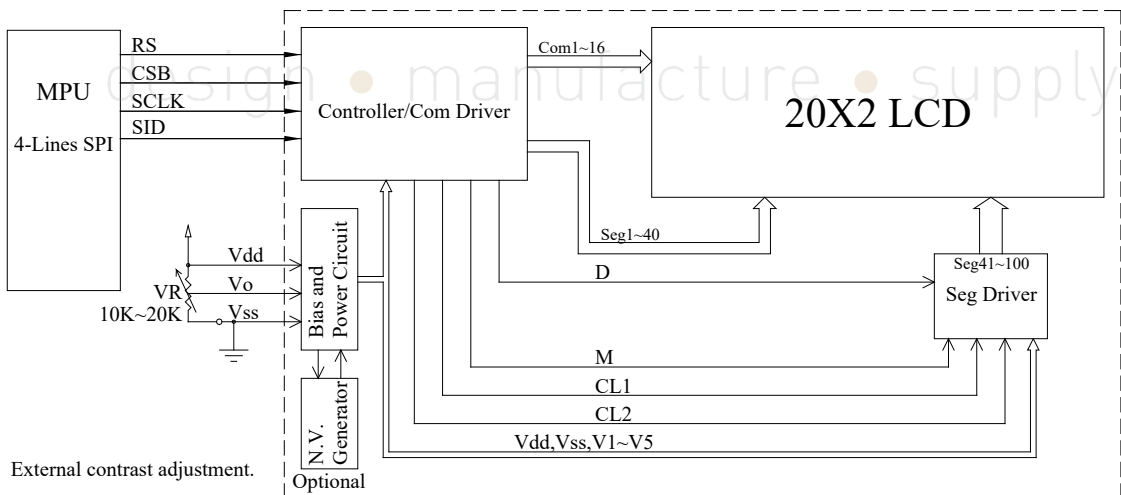 RS
CSB
SCLK
SID
MPU
4-Lines SPI
design • manufacture • supply
Controller/Com Driver
Com1~16
20X2 LCD
Seg1~40
Seg41~100
Seg Driver
D
Vdd
Vo
Vss
VR
10K~20K
Bias and
Power Circuit
M
CL1
CL2
Vdd,Vss,V1~V5
N.V.
Generator
Optional
External contrast adjustment.